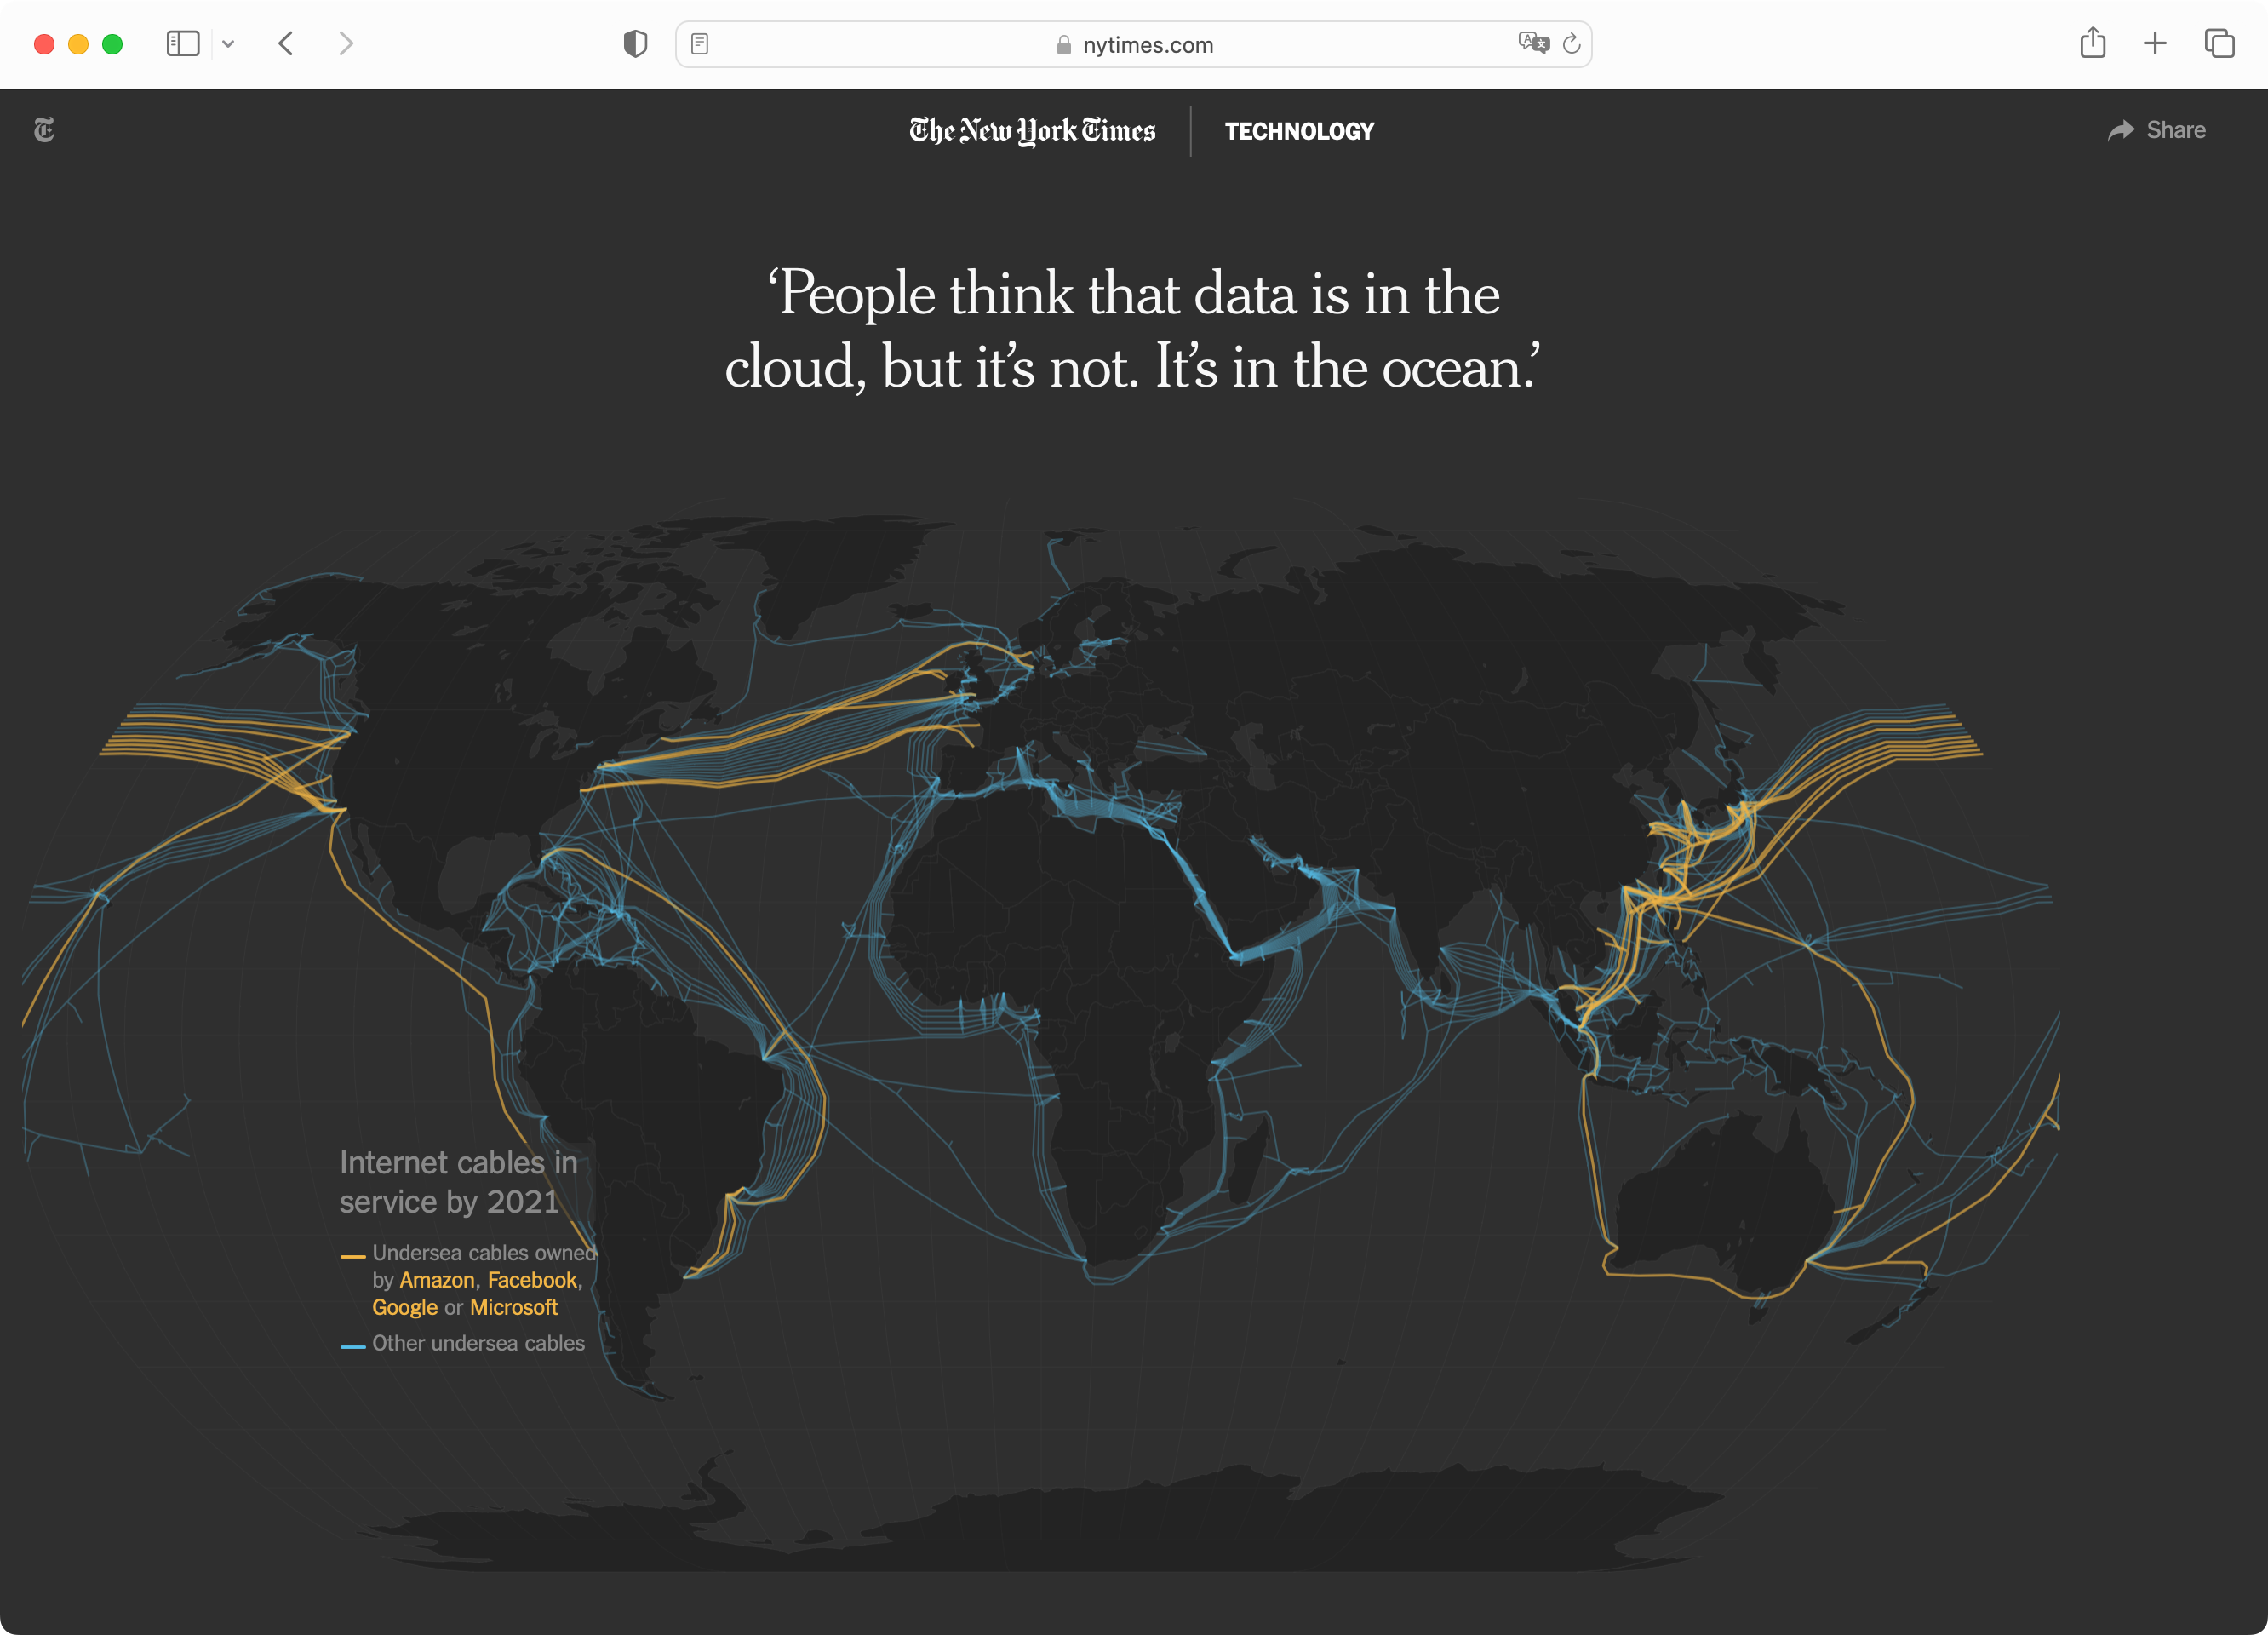 nytimes.com
The New York Times
TECHNOLOGY
Share
‘People think that data is in the
cloud, but it’s not. It’s in the ocean.’
Internet cables in
service by 2021
Undersea cables owned
by Amazon, Facebook,
Google or Microsoft
Other undersea cables